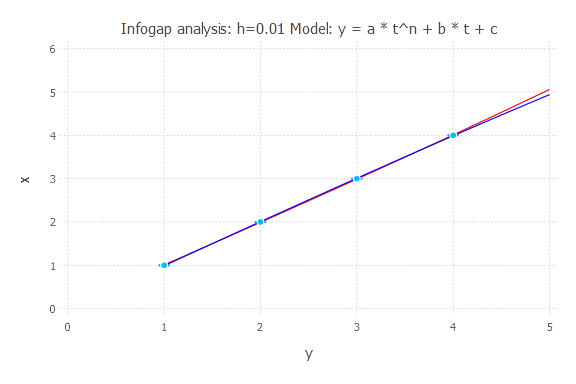 Infogap analysis: h=0.01 Model: y = a * t^n + b * t + c
6
5
4
3
2
1
0
x
0 1 2 3 4 5
y